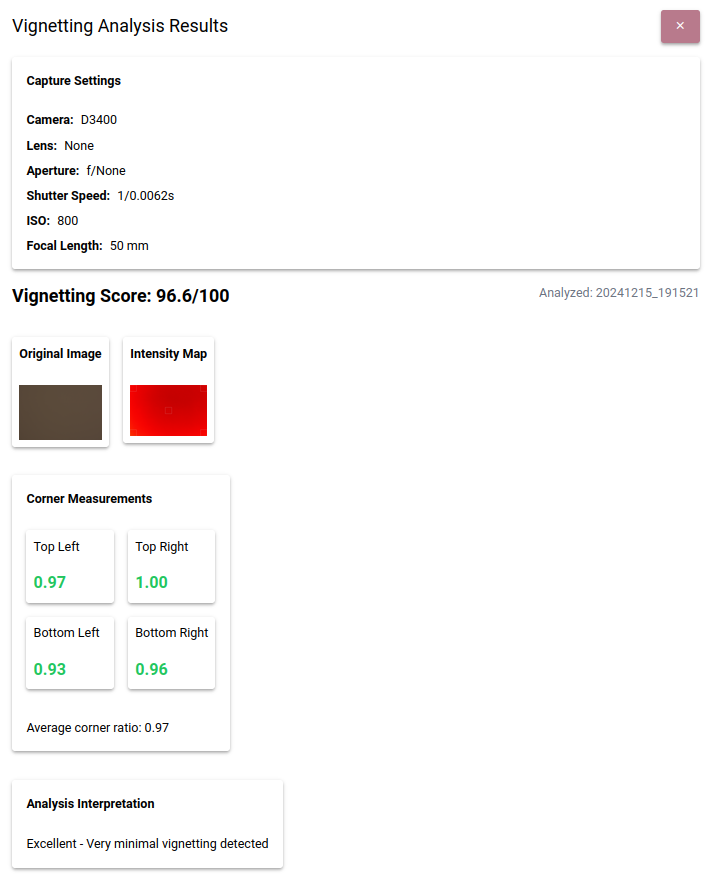 Vignetting Analysis Results
×
Capture Settings
Camera: D3400
Lens: None
Aperture: f/None
Shutter Speed: 1/0.0062s
ISO: 800
Focal Length: 50 mm
Vignetting Score: 96.6/100
Analyzed: 20241215_191521
Original Image
Intensity Map
Corner Measurements
Top Left
Top Right
0.97
1.00
Bottom Left
Bottom Right
0.93
0.96
Average corner ratio: 0.97
Analysis Interpretation
Excellent - Very minimal vignetting detected